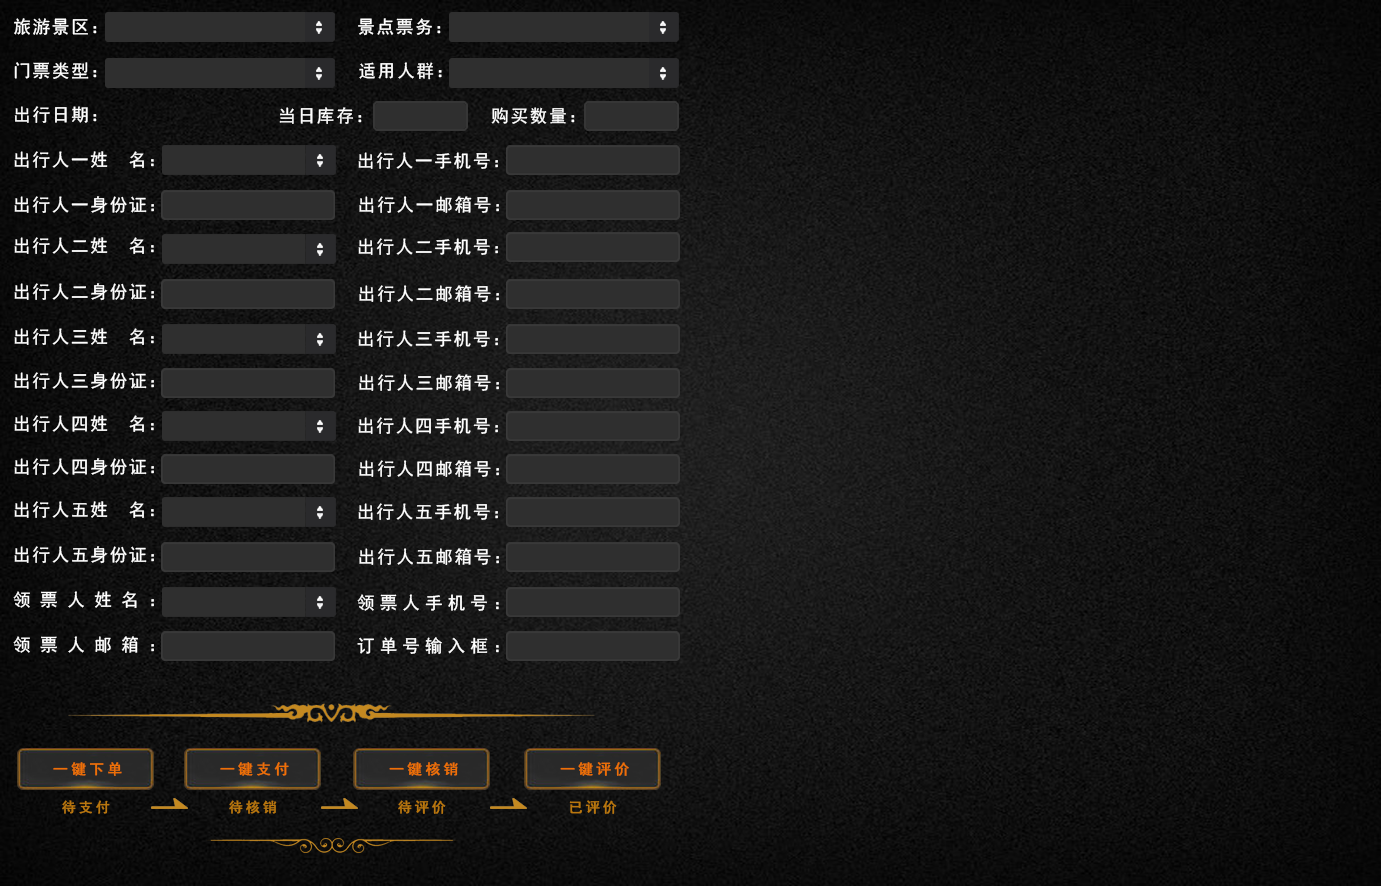 旅游景区： 景点票务：
门票类型： 适用人群：
出行日期： 当日库存： 购买数量：
出行人一姓 名： 出行人一手机号：
出行人一身份证： 出行人一邮箱号：
出行人二姓 名： 出行人二手机号：
出行人二身份证： 出行人二邮箱号：
出行人三姓 名： 出行人三手机号：
出行人三身份证： 出行人三邮箱号：
出行人四姓 名： 出行人四手机号：
出行人四身份证： 出行人四邮箱号：
出行人五姓 名： 出行人五手机号：
出行人五身份证： 出行人五邮箱号：
领票人姓名： 领票人手机号：
领票人邮箱： 订单号输入框：
一键下单 一键支付 一键核销 一键评价
待支付 待核销 待评价 已评价